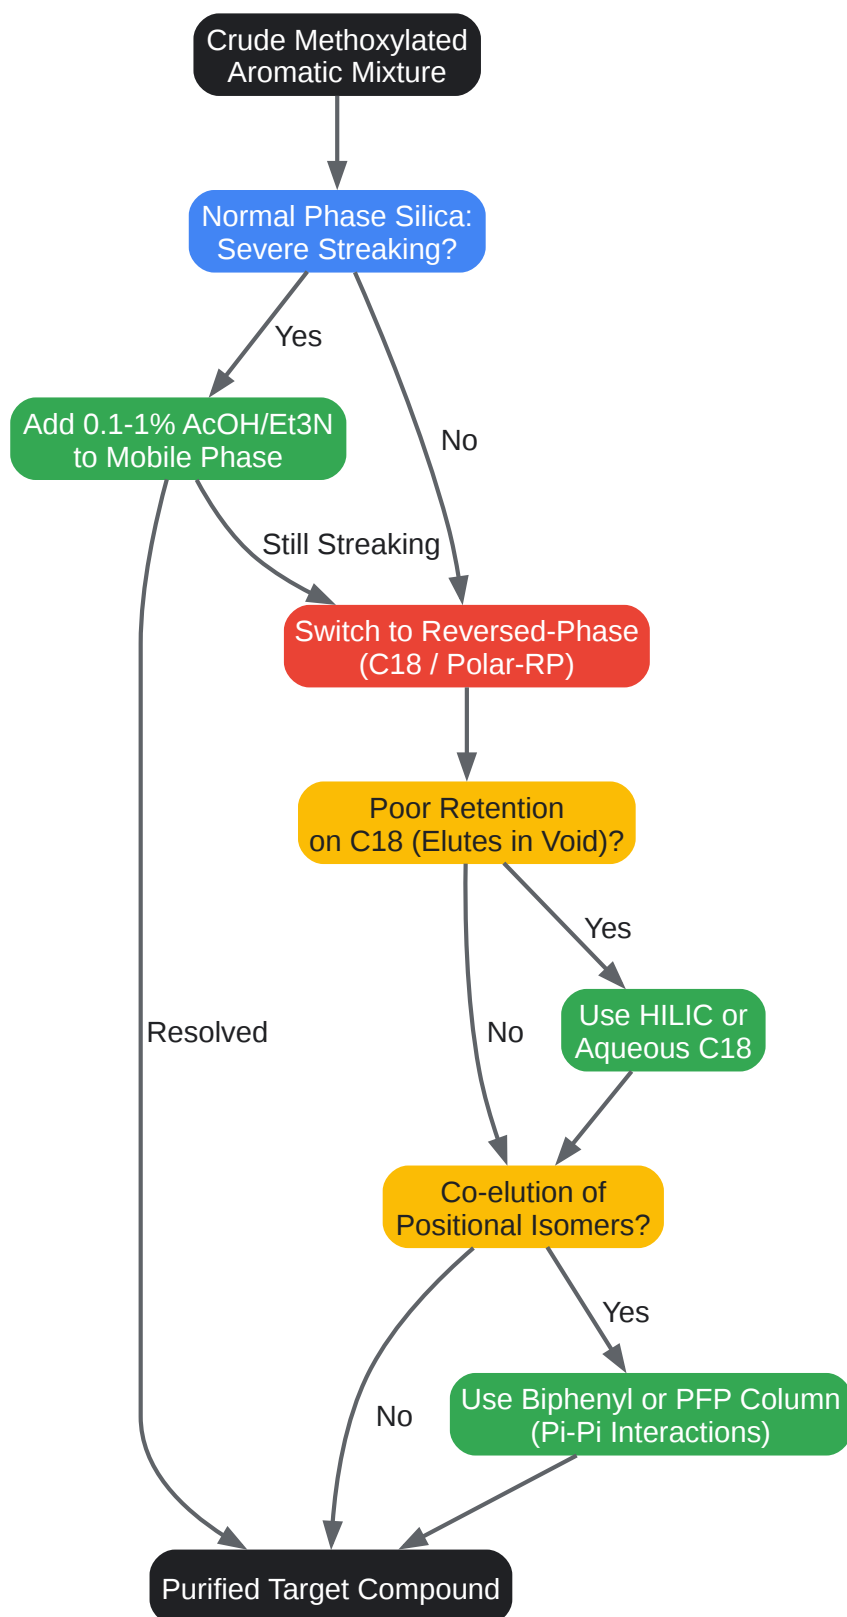 Crude Methoxylated
Aromatic Mixture
Normal Phase Silica:
Severe Streaking?
Yes
Add 0.1-1% AcOH/Et3N
to Mobile Phase
No
Still Streaking
Switch to Reversed-Phase
(C18 / Polar-RP)
Poor Retention
on C18 (Elutes in Void)?
Yes
Use HILIC or
Aqueous C18
Resolved
No
Co-elution of
Positional Isomers?
Yes
Use Biphenyl or PFP Column
(Pi-Pi Interactions)
No
Purified Target Compound